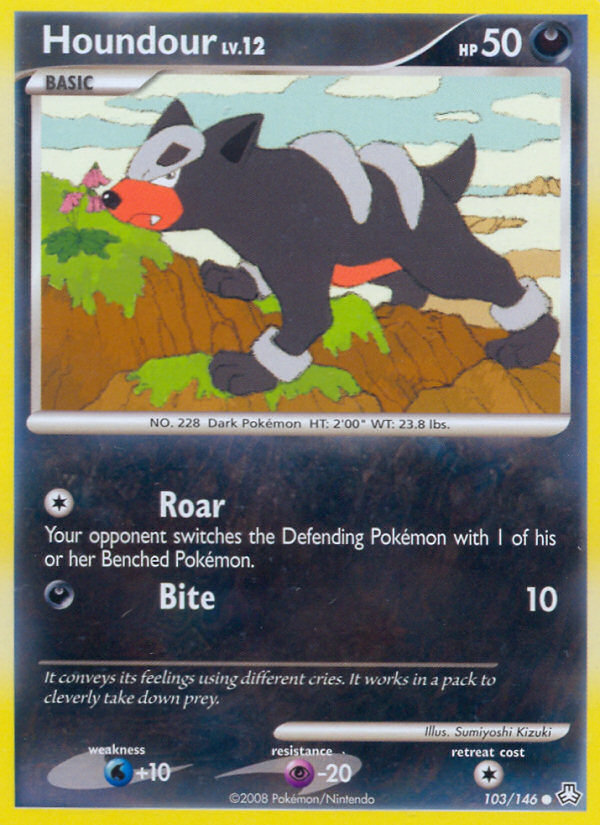 Houndour LV.12 HP 50
BASIC
NO. 228 Dark Pokémon HT: 2'00" WT: 23.8 lbs.
Roar
Your opponent switches the Defending Pokémon with 1 of his
or her Benched Pokémon.
Bite 10
It conveys its feelings using different cries. It works in a pack to
cleverly take down prey.
Illus. Sumiyoshi Kizuki
weakness resistance retreat cost
+10 -20
©2008 Pokémon/Nintendo 103/146